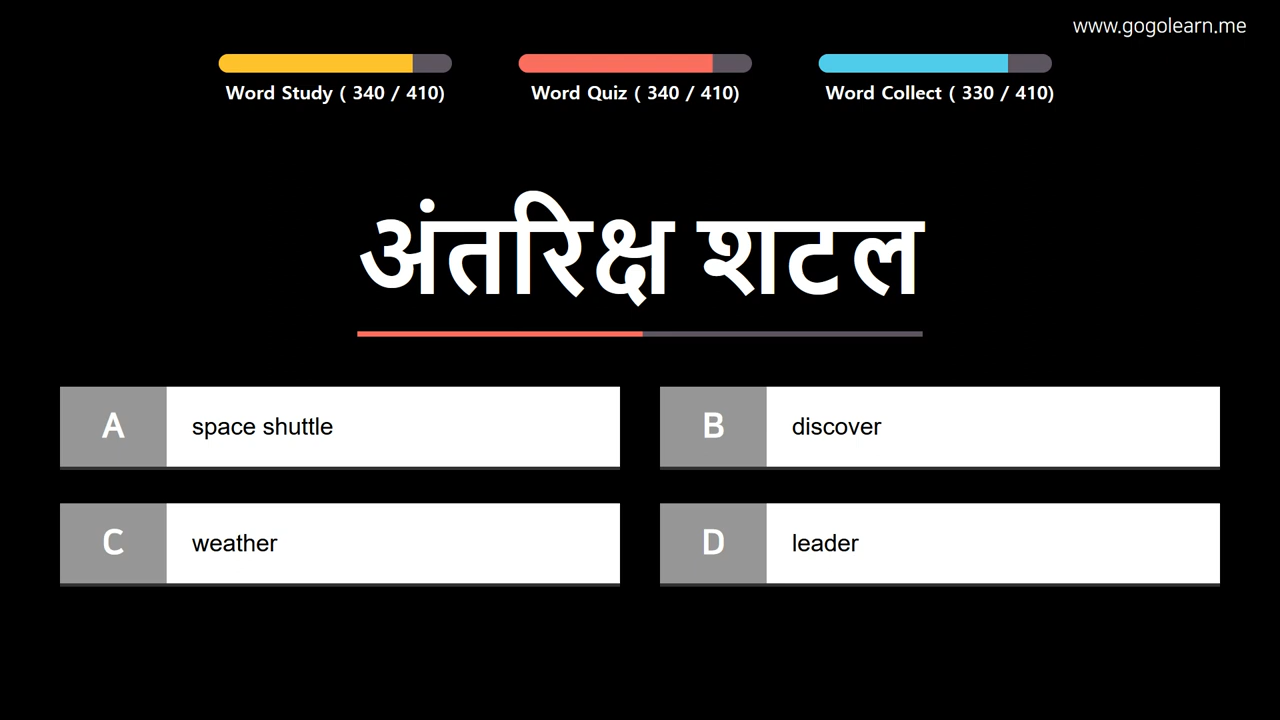 www.gogolearn.me
Word Study ( 340 / 410)
Word Quiz ( 340 / 410)
Word Collect ( 330 / 410)
अंतरिक्ष शटल
A space shuttle
B discover
C weather
D leader